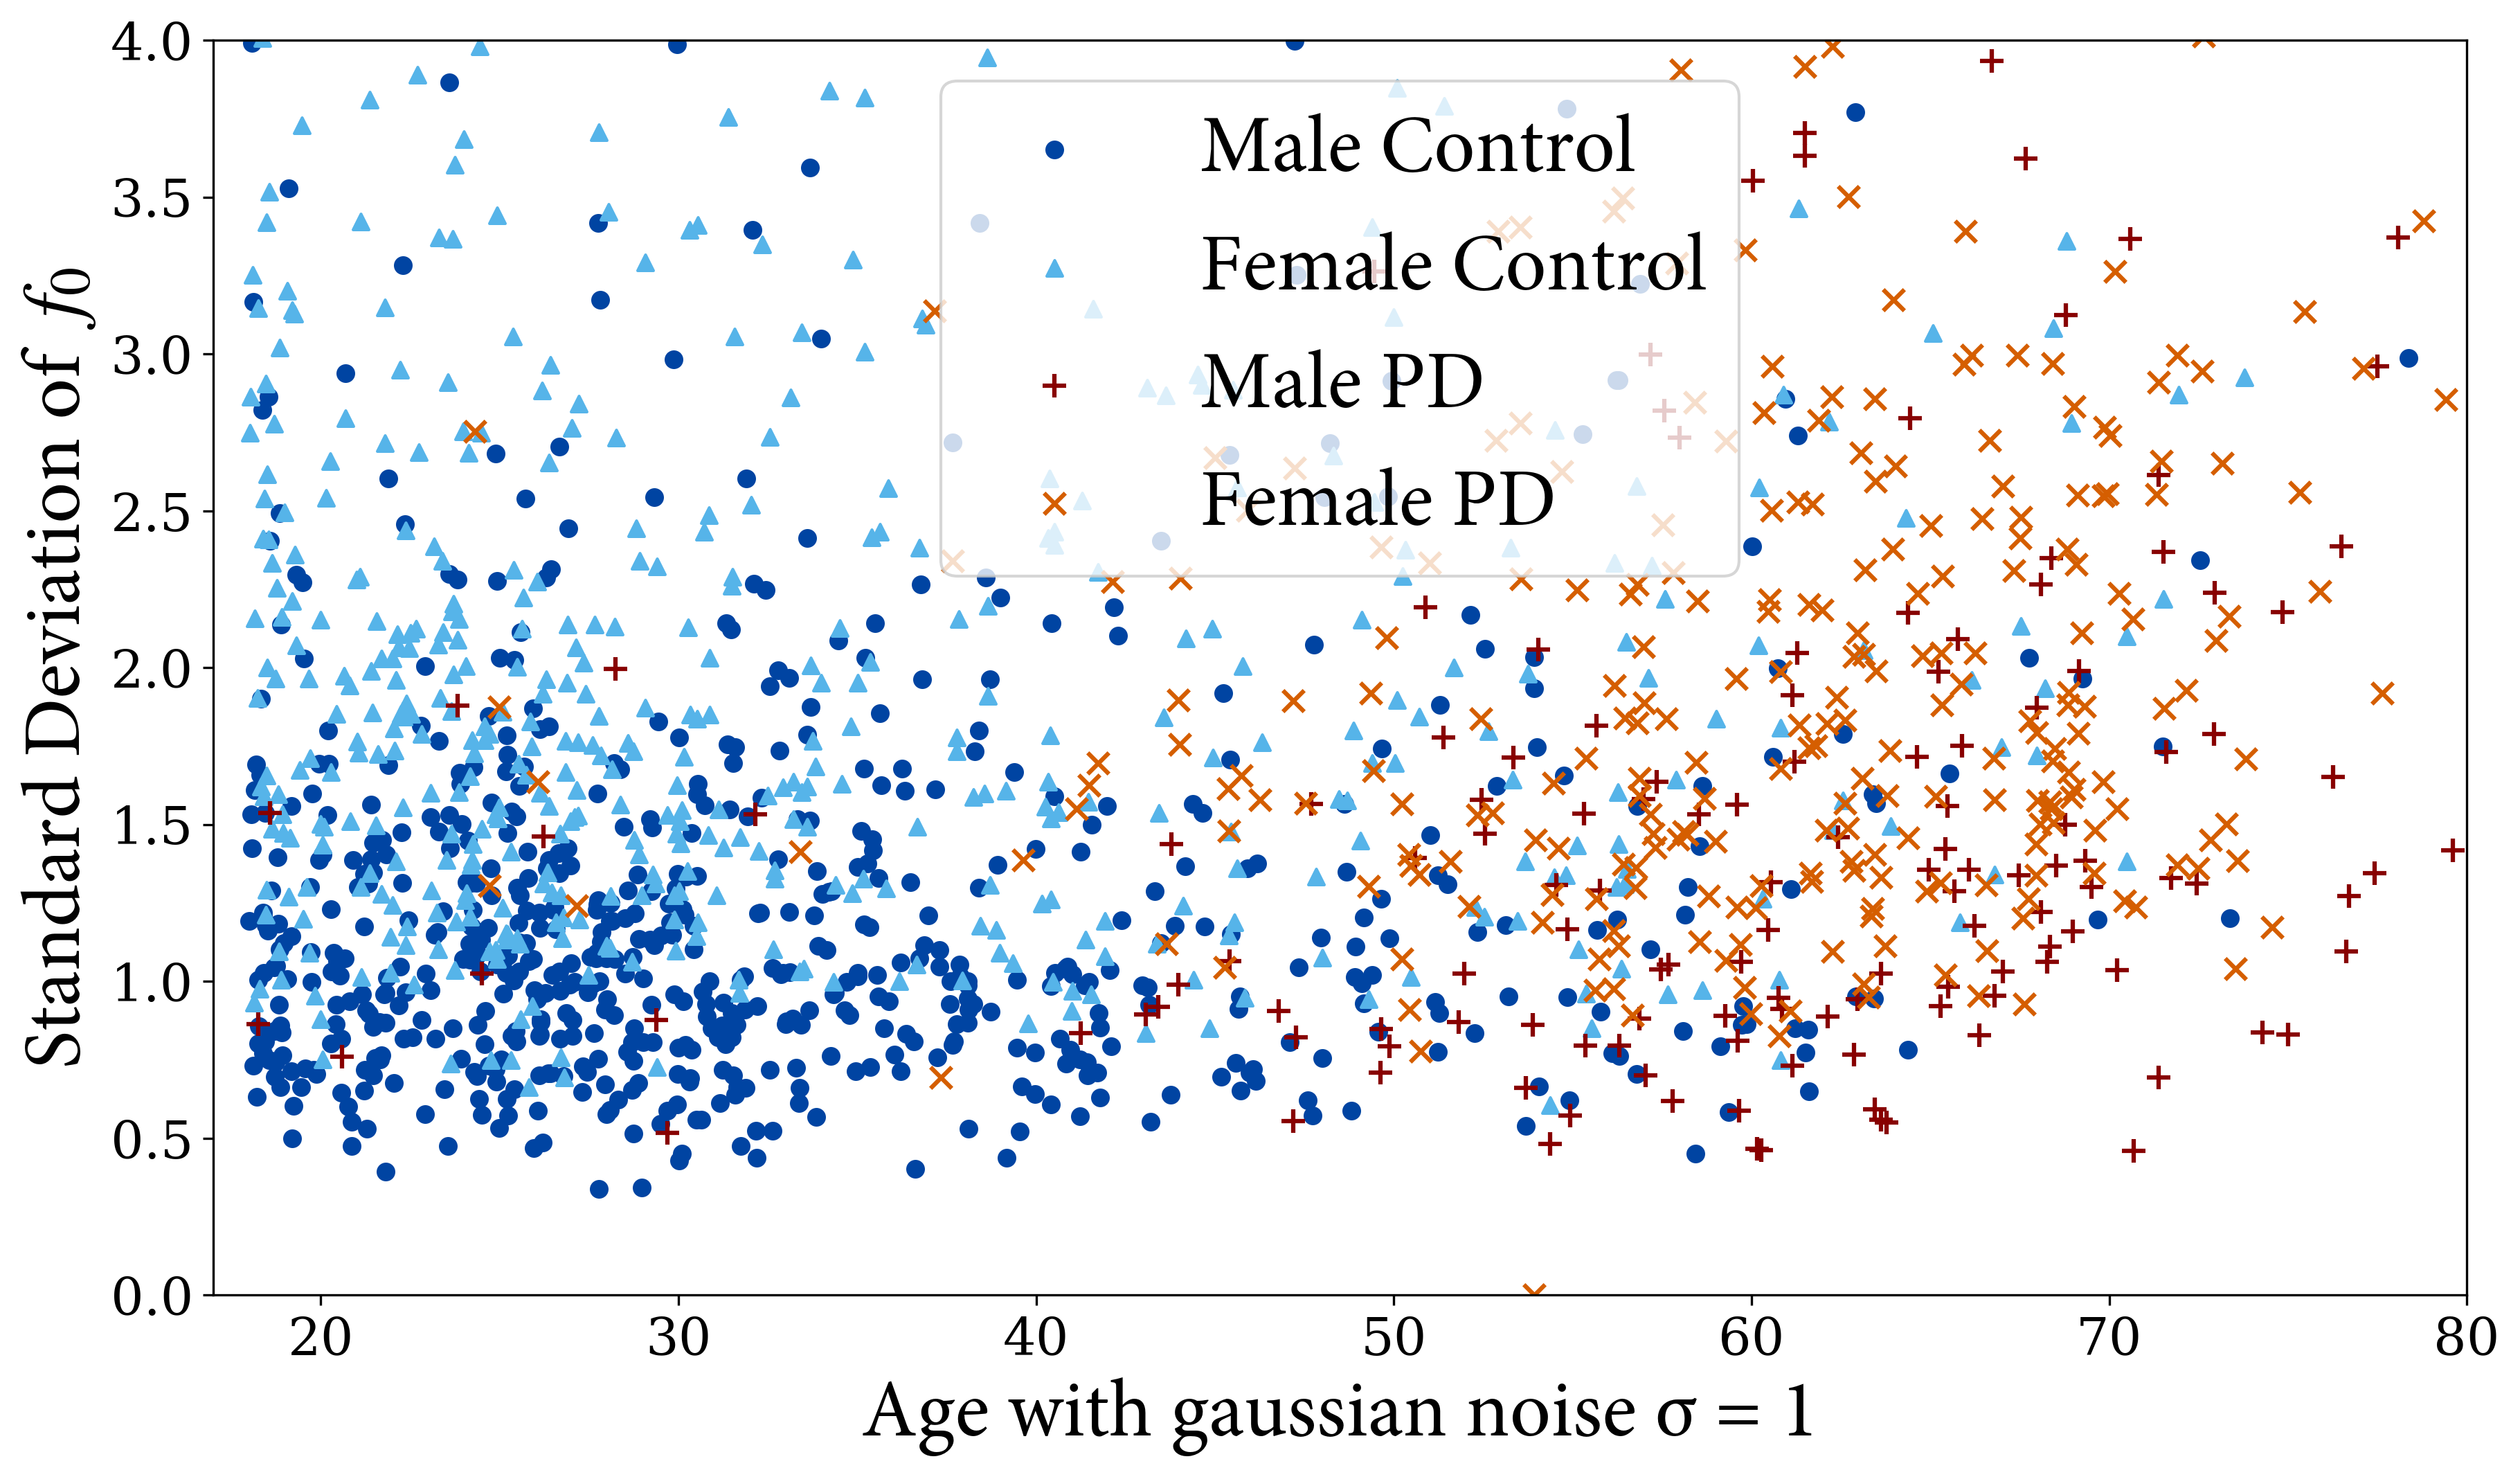 4.0
3.5
3.0
2.5
2.0
1.5
1.0
0.5
0.0
Standard Deviation of f₀
Male Control
Female Control
Male PD
Female PD
20 30 40 50 60 70 80
Age with gaussian noise σ = 1